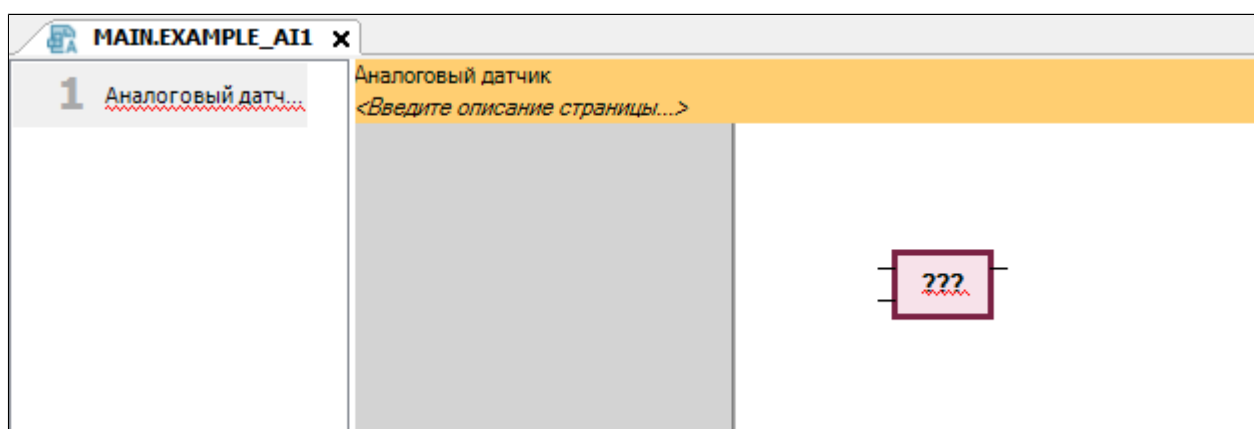 MAIN.EXAMPLE_AI1
1 Аналоговый датч...
Аналоговый датчик
<Введите описание страницы...>
???